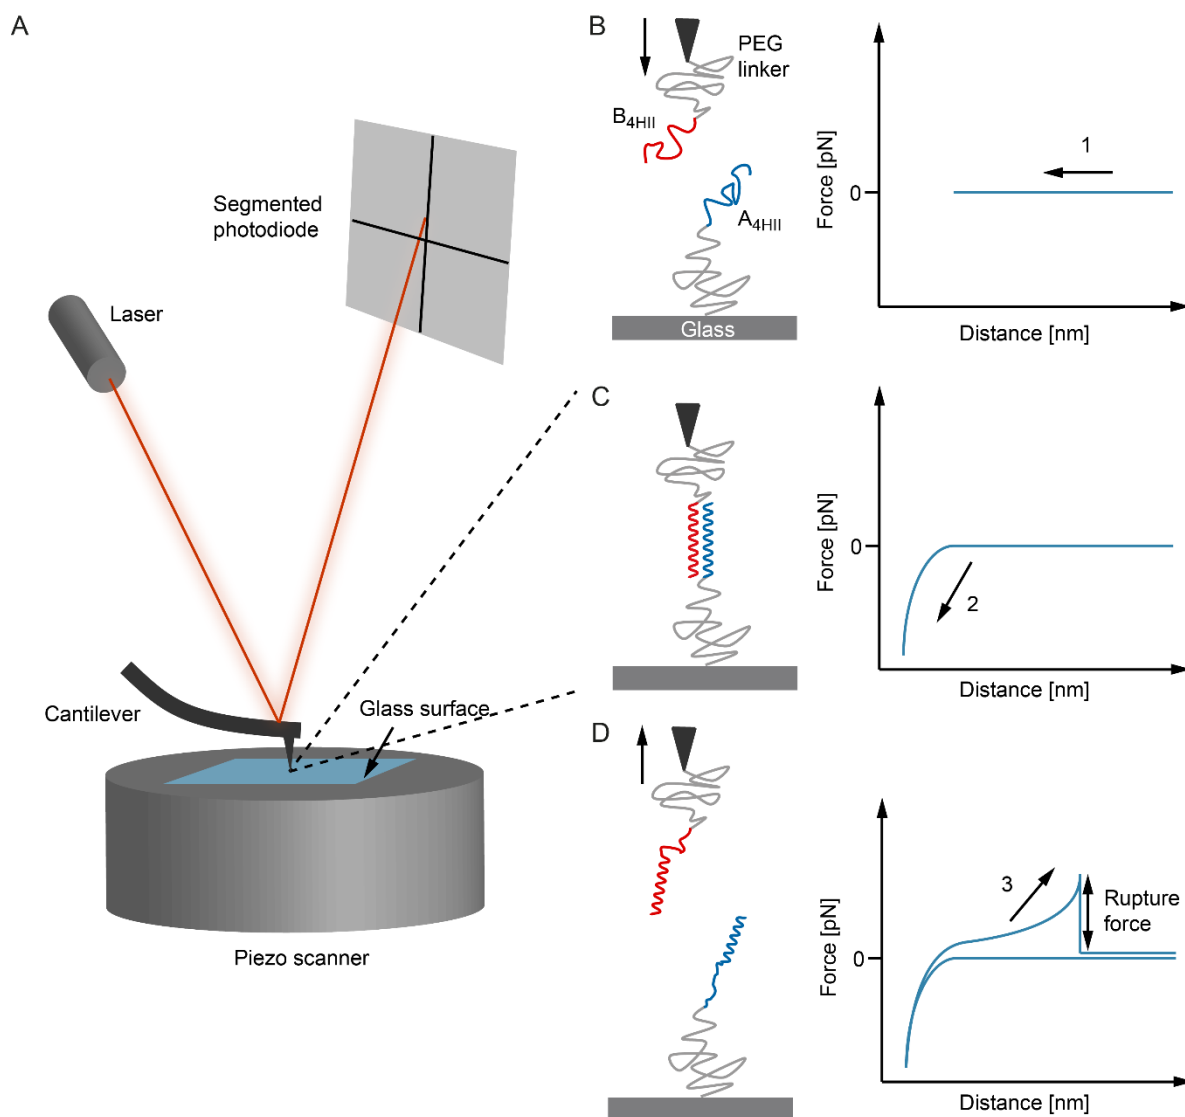 A
Segmented
photodiode
Laser
Cantilever
Glass surface
Piezo scanner
B
PEG
linker
B4HII
A4HII
Glass
Force [pN]
0
1
Distance [nm]
C
Force [pN]
0
2
Distance [nm]
D
Force [pN]
0
3
Rupture
force
Distance [nm]